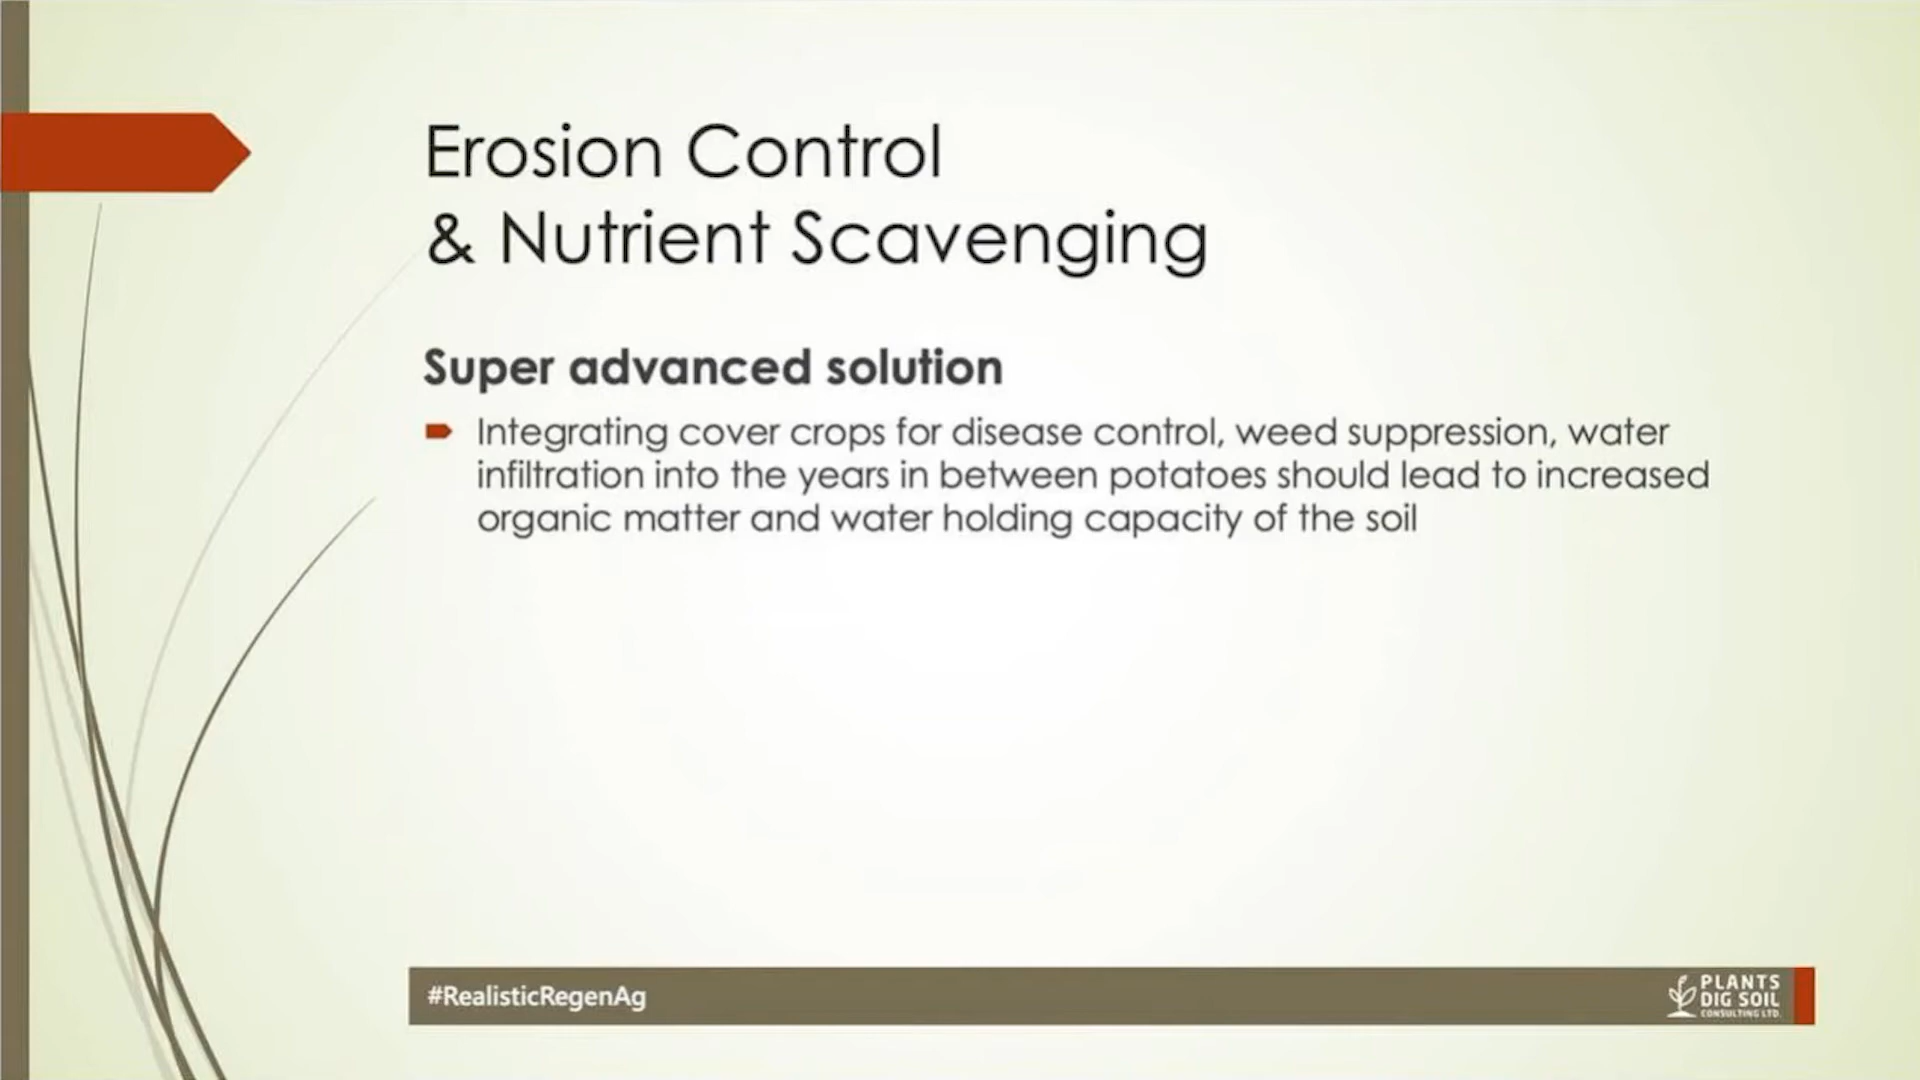 Erosion Control
& Nutrient Scavenging
Super advanced solution
Integrating cover crops for disease control, weed suppression, water
infiltration into the years in between potatoes should lead to increased
organic matter and water holding capacity of the soil
#RealisticRegenAg
PLANTS
DIG SOIL
CONSULTING LTD.